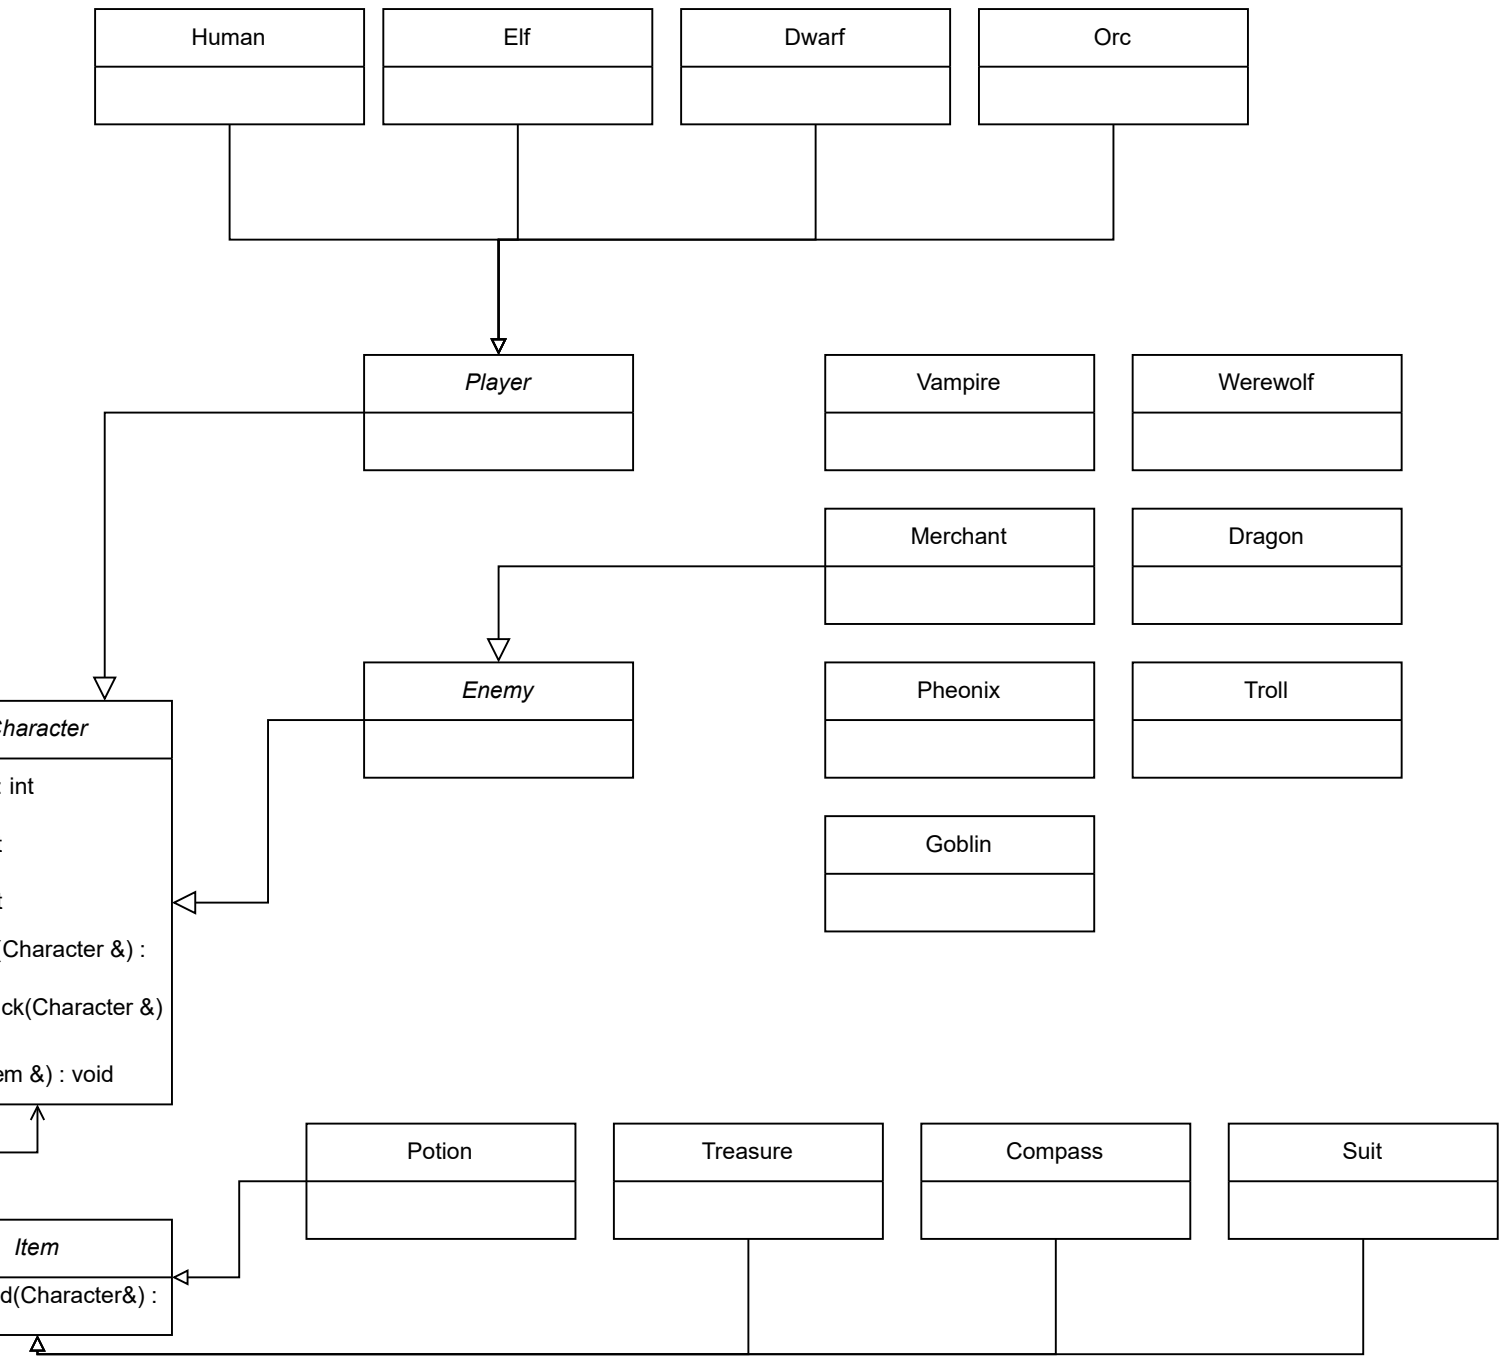 Human
Elf
Dwarf
Orc
Player
Vampire
Werewolf
Merchant
Dragon
Enemy
Pheonix
Troll
Character
: int
Goblin
(Character &) :
ck(Character &)
em &) : void
Potion
Treasure
Compass
Suit
Item
d(Character&) :